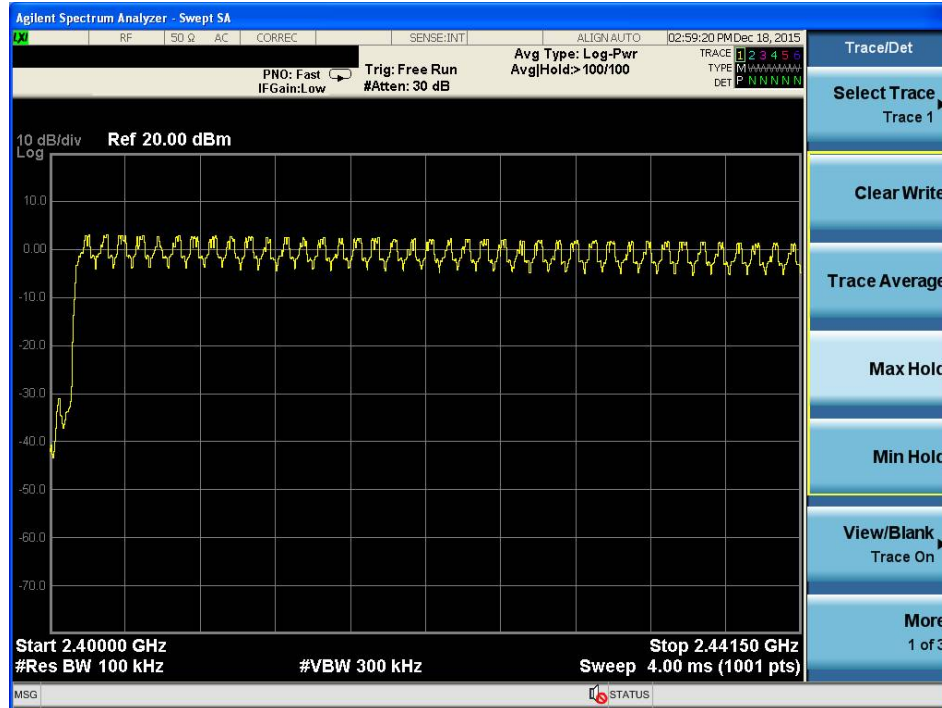 Agilent Spectrum Analyzer - Swept SA
LXI RF 50 Ω AC CORREC SENSE:INT ALIGN AUTO 02:59:20 PM Dec 18, 2015
PNO: Fast
IFGain:Low
Trig: Free Run
#Atten: 30 dB
Avg Type: Log-Pwr
Avg|Hold:>100/100
TRACE 1 2 3 4 5 6
TYPE M
DET P N N N N N
10 dB/div Ref 20.00 dBm
Log
10.0
0.00
-10.0
-20.0
-30.0
-40.0
-50.0
-60.0
-70.0
Start 2.40000 GHz Stop 2.44150 GHz
#Res BW 100 kHz #VBW 300 kHz Sweep 4.00 ms (1001 pts)
MSG STATUS
Trace/Det
Select Trace
Trace 1
Clear Write
Trace Average
Max Hold
Min Hold
View/Blank
Trace On
More
1 of 3